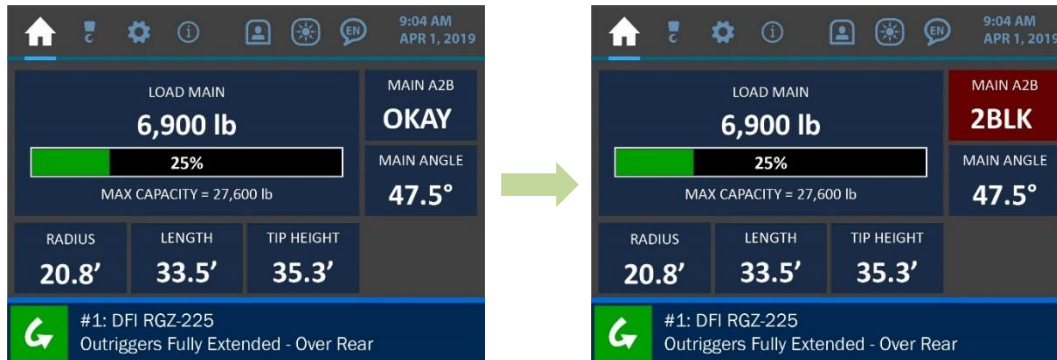 EN
9:04 AM
APR 1, 2019
LOAD MAIN
6,900 lb
25%
MAX CAPACITY = 27,600 lb
MAIN A2B
OKAY
MAIN ANGLE
47.5°
RADIUS
20.8′
LENGTH
33.5′
TIP HEIGHT
35.3′
#1: DFI RGZ-225
Outriggers Fully Extended - Over Rear
EN
9:04 AM
APR 1, 2019
LOAD MAIN
6,900 lb
25%
MAX CAPACITY = 27,600 lb
MAIN A2B
2BLK
MAIN ANGLE
47.5°
RADIUS
20.8′
LENGTH
33.5′
TIP HEIGHT
35.3′
#1: DFI RGZ-225
Outriggers Fully Extended - Over Rear